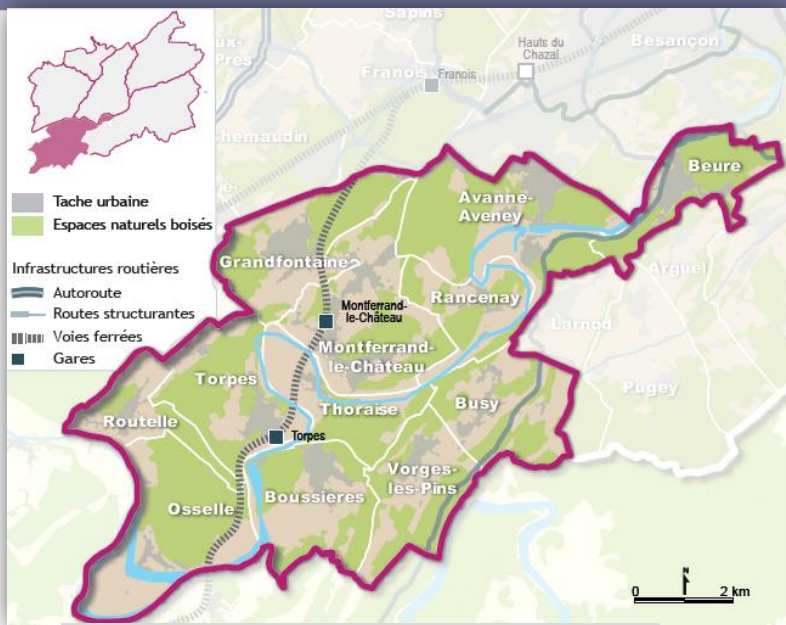 Sapins
Hauts du
Chazal
Besançon
Franois
Franois
Tache urbaine
Espaces naturels boisés
Infrastructures routières
Autoroute
Routes structurantes
Voies ferrées
Gares
Beure
Avanne-
Aveney
Grandfontaine
Arguel
Rancenay
Montferrand-
le-Château
Larnod
Montferrand-
le-Château
Torpes
Pugey
Thoraise
Busy
Routelle
Torpes
Vorges-
les-Pins
Osselle
Boussières
N
0 2 km